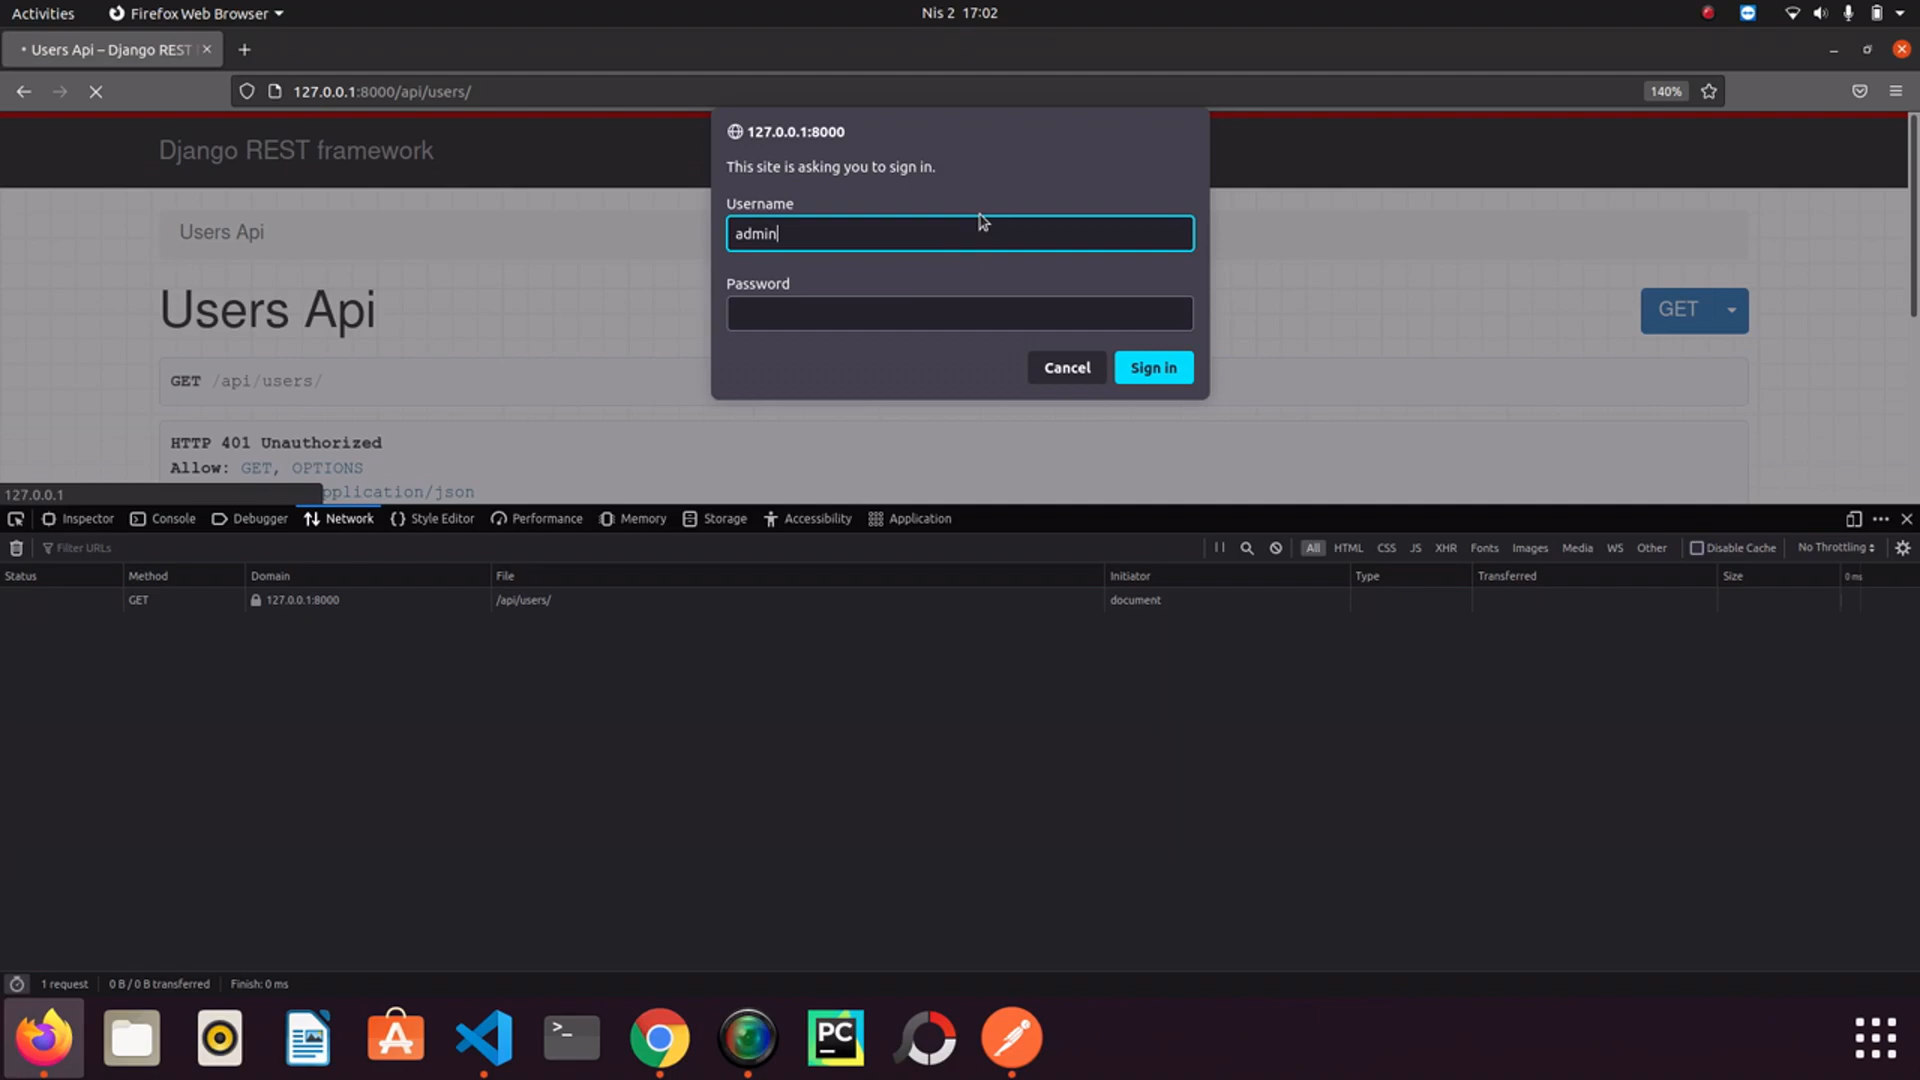 Activities Firefox Web Browser Nis 2 17:02
Users Api – Django REST
127.0.0.1:8000/api/users/ 140%
127.0.0.1:8000
This site is asking you to sign in.
Username
admin
Password
Cancel Sign in
Django REST framework
Users Api
Users Api
GET
GET /api/users/
HTTP 401 Unauthorized
Allow: GET, OPTIONS
pplication/json
127.0.0.1
Inspector Console Debugger Network Style Editor Performance Memory Storage Accessibility Application
Filter URLs All HTML CSS JS XHR Fonts Images Media WS Other Disable Cache No Throttling
Status Method Domain File Initiator Type Transferred Size 0 ms
GET 127.0.0.1:8000 /api/users/ document
1 request 0 B / 0 B transferred Finish: 0 ms
>_ PC